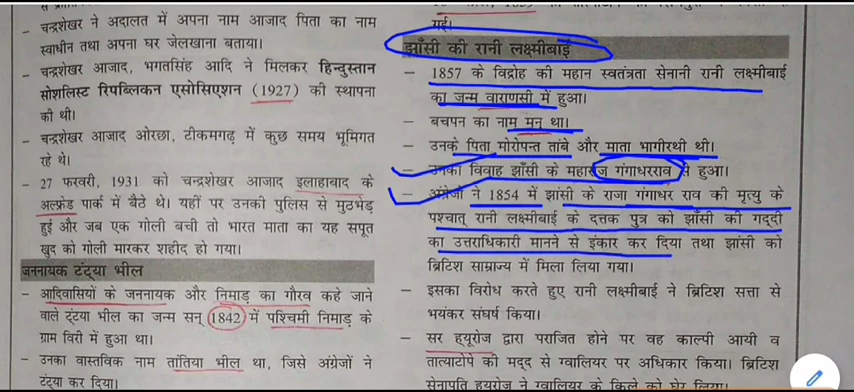 चन्द्रशेखर ने अदालत में अपना नाम आजाद पिता का नाम
स्वाधीन तथा अपना घर जेलखाना बताया।
– चन्द्रशेखर आजाद, भगतसिंह आदि ने मिलकर हिन्दुस्तान
सोशलिस्ट रिपब्लिकन एसोसिएशन (1927) की स्थापना
की थी।
– चन्द्रशेखर आजाद ओरछा, टीकमगढ़ में कुछ समय भूमिगत
रहे थे।
– 27 फरवरी, 1931 को चन्द्रशेखर आजाद इलाहाबाद के
अल्फ्रेड पार्क में बैठे थे। यहीं पर उनकी पुलिस से मुठभेड़
हुई और जब एक गोली बची तो भारत माता का यह सपूत
खुद को गोली मारकर शहीद हो गया।
जननायक टंट्या भील
– आदिवासियों के जननायक और निमाड़ का गौरव कहे जाने
वाले टंट्या भील का जन्म सन् 1842 में पश्चिमी निमाड़ के
ग्राम विरी में हुआ था।
– उनका वास्तविक नाम तांतिया भील था, जिसे अंग्रेजों ने
टंट्या कर दिया।
गई।
झाँसी की रानी लक्ष्मीबाई
– 1857 के विद्रोह की महान स्वतंत्रता सेनानी रानी लक्ष्मीबाई
का जन्म वाराणसी में हुआ।
– बचपन का नाम मनु था।
– उनके पिता मोरोपन्त तांबे और माता भागीरथी थी।
– उनका विवाह झाँसी के महाराज गंगाधरराव से हुआ।
– अंग्रेजों ने 1854 में झाँसी के राजा गंगाधर राव की मृत्यु के
पश्चात् रानी लक्ष्मीबाई के दत्तक पुत्र को झाँसी की गद्दी
का उत्तराधिकारी मानने से इंकार कर दिया तथा झांसी को
ब्रिटिश साम्राज्य में मिला लिया गया।
– इसका विरोध करते हुए रानी लक्ष्मीबाई ने ब्रिटिश सत्ता से
भयंकर संघर्ष किया।
– सर ह्यूरोज द्वारा पराजित होने पर वह काल्पी आयी व
तात्याटोपे की मद्द से ग्वालियर पर अधिकार किया। ब्रिटिश
सेनापति ह्यूरोज ने ग्वालियर के किले को घेर लिया।